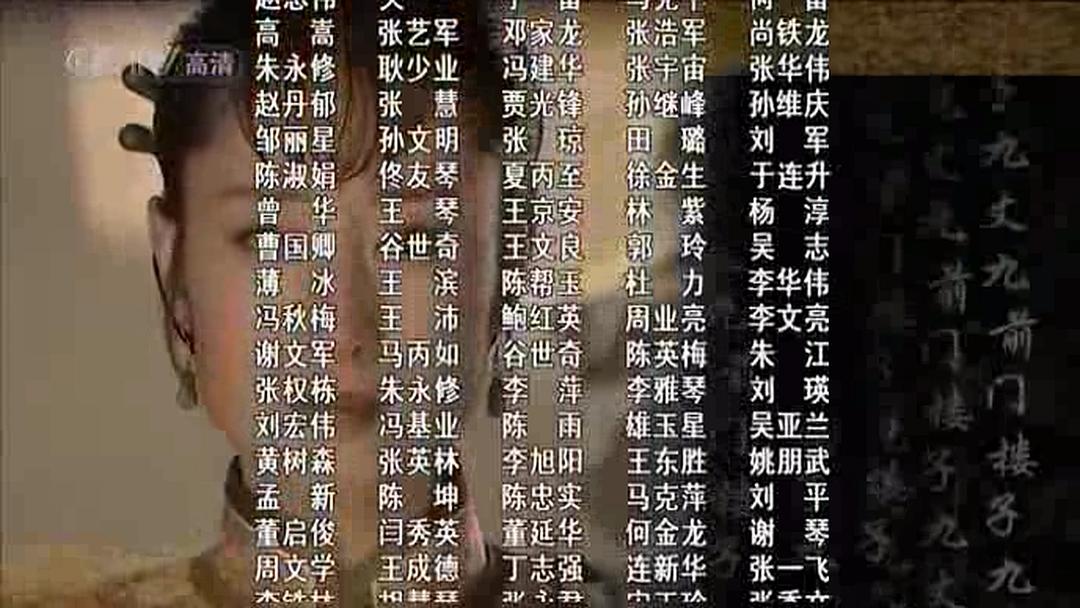 高清
高嵩 张艺军 邓家龙 张浩军 尚铁龙
朱永修 耿少业 冯建华 张宇宙 张华伟
赵丹郁 张慧 贾光锋 孙继峰 孙维庆
邹丽星 孙文明 张琼 田璐 刘军
陈淑娟 佟友琴 夏丙至 徐金生 于连升
曾华 王琴 王京安 林紫 杨淳
曹国卿 谷世奇 王文良 郭玲 吴志
薄冰 王滨 陈帮玉 杜力 李华伟
冯秋梅 王沛 鲍红英 周业亮 李文亮
谢文军 马丙如 谷世奇 陈英梅 朱江
张权栋 朱永修 李萍 李雅琴 刘瑛
刘宏伟 冯基业 陈雨 雄玉星 吴亚兰
黄树森 张英林 李旭阳 王东胜 姚朋武
孟新 陈坤 陈忠实 马克萍 刘平
董启俊 闫秀英 董延华 何金龙 谢琴
周文学 王成德 丁志强 连新华 张一飞
九丈九前门楼子九
前门楼子九丈